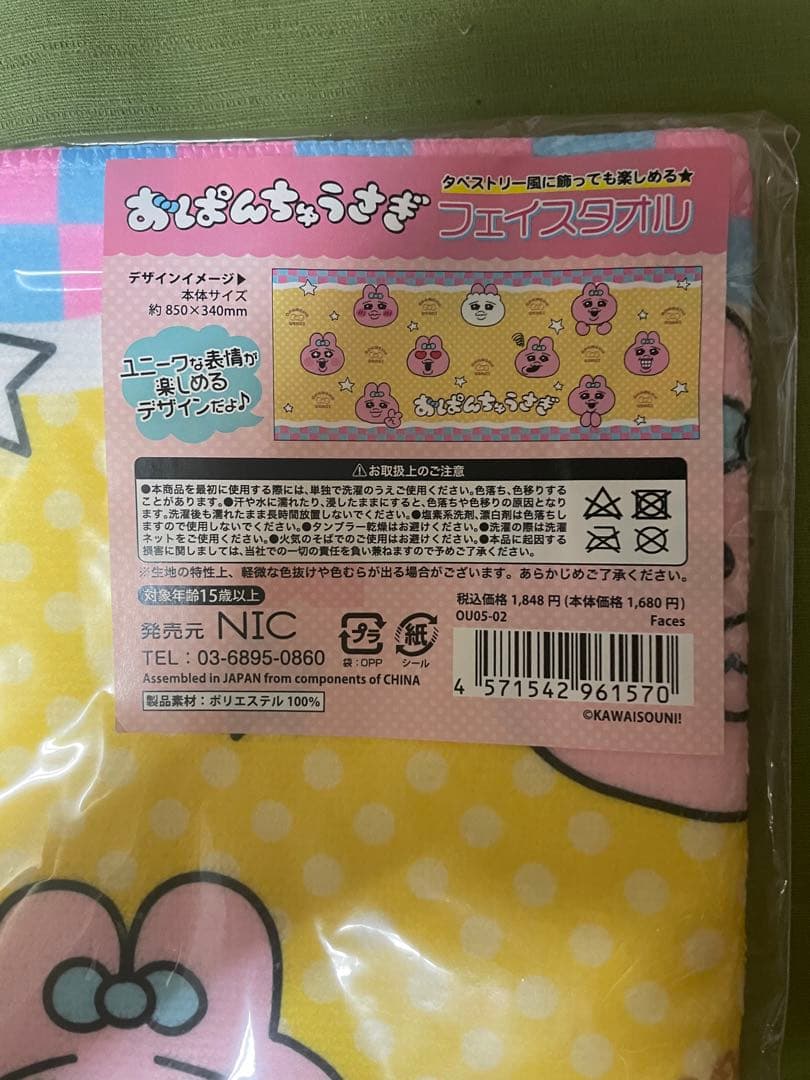 おぱんちゅうさぎ
タペストリー風に飾っても楽しめる★
フェイスタオル
デザインイメージ▶
本体サイズ
約 850×340mm
ユニークな表情が
楽しめる
デザインだよ♪
おぱんちゅうさぎ
⚠お取扱上のご注意
●本商品を最初に使用する際には、単独で洗濯のうえご使用ください。色落ち、色移りする
ことがあります。●汗や水に濡れたり、浸したままにすると、色落ちや色移りの原因となり
ます。洗濯後も濡れたまま長時間放置しないでください。●塩素系洗剤、漂白剤は色落ちし
ますので使用しないでください。●タンブラー乾燥はお避けください。●洗濯の際は洗濯
ネットをご使用ください。●火気のそばでのご使用はお避けください。●本品に起因する
損害に関しましては、当社での一切の責任を負い兼ねますので予めご了承ください。
※生地の特性上、軽微な色抜けや色むらが出る場合がございます。あらかじめご了承ください。
対象年齢15歳以上
発売元 NIC
TEL：03-6895-0860
Assembled in JAPAN from components of CHINA
製品素材：ポリエステル 100%
プラ
袋：OPP
紙
シール
税込価格 1,848 円 (本体価格 1,680 円)
OU05-02
Faces
4 571542 961570
©KAWAISOUNI!